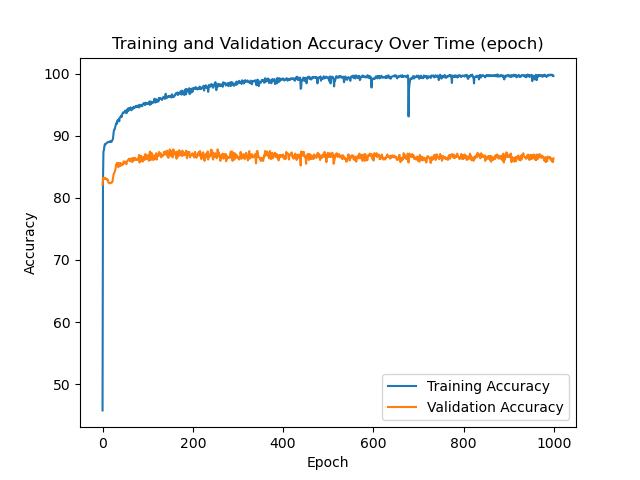 Training and Validation Accuracy Over Time (epoch)
100
90
80
70
60
50
Accuracy
0
200
400
600
800
1000
Epoch
Training Accuracy
Validation Accuracy